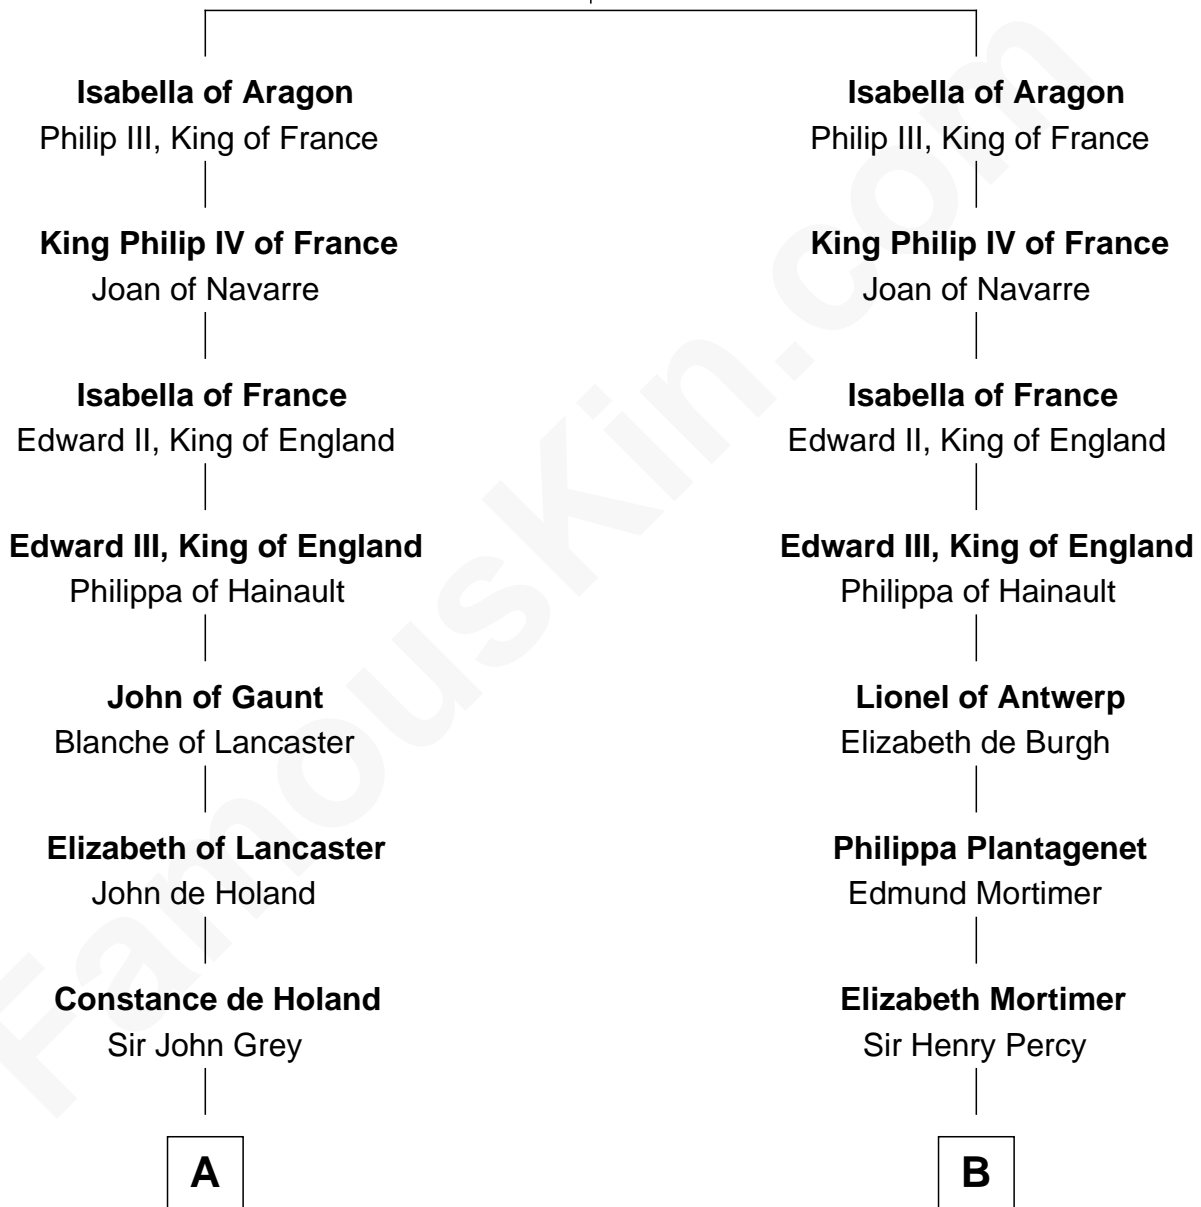 Isabella of Aragon
Philip III, King of France
King Philip IV of France
Joan of Navarre
Isabella of France
Edward II, King of England
Edward III, King of England
Philippa of Hainault
John of Gaunt
Blanche of Lancaster
Elizabeth of Lancaster
John de Holand
Constance de Holand
Sir John Grey
A
Isabella of Aragon
Philip III, King of France
King Philip IV of France
Joan of Navarre
Isabella of France
Edward II, King of England
Edward III, King of England
Philippa of Hainault
Lionel of Antwerp
Elizabeth de Burgh
Philippa Plantagenet
Edmund Mortimer
Elizabeth Mortimer
Sir Henry Percy
B
FamousKin.com